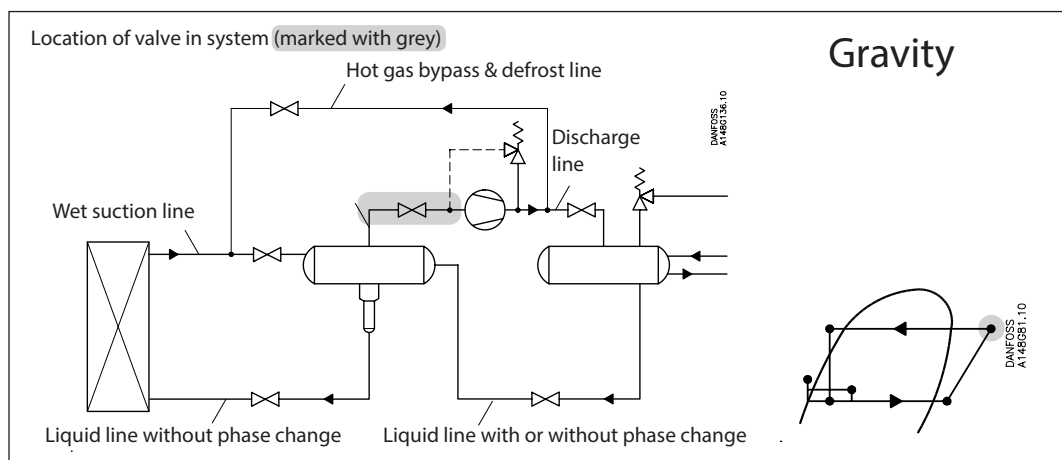 Location of valve in system (marked with grey)
Gravity
Hot gas bypass & defrost line
DANFOSS
A148G136.10
Discharge
line
Wet suction line
DANFOSS
A148G81.10
Liquid line without phase change
Liquid line with or without phase change